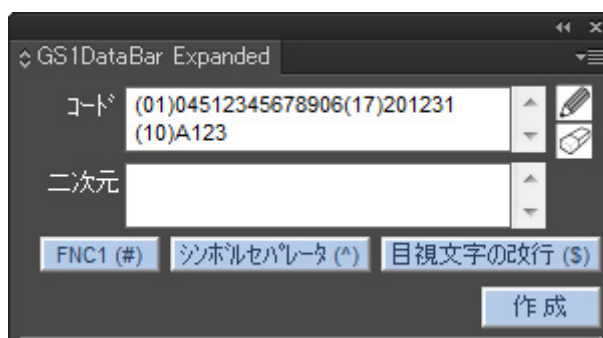 GS1DataBar Expanded
コード (01)04512345678906(17)201231
(10)A123
二次元
FNC1 (#) シンボルセパレータ (^) 目視文字の改行 ($)
作成